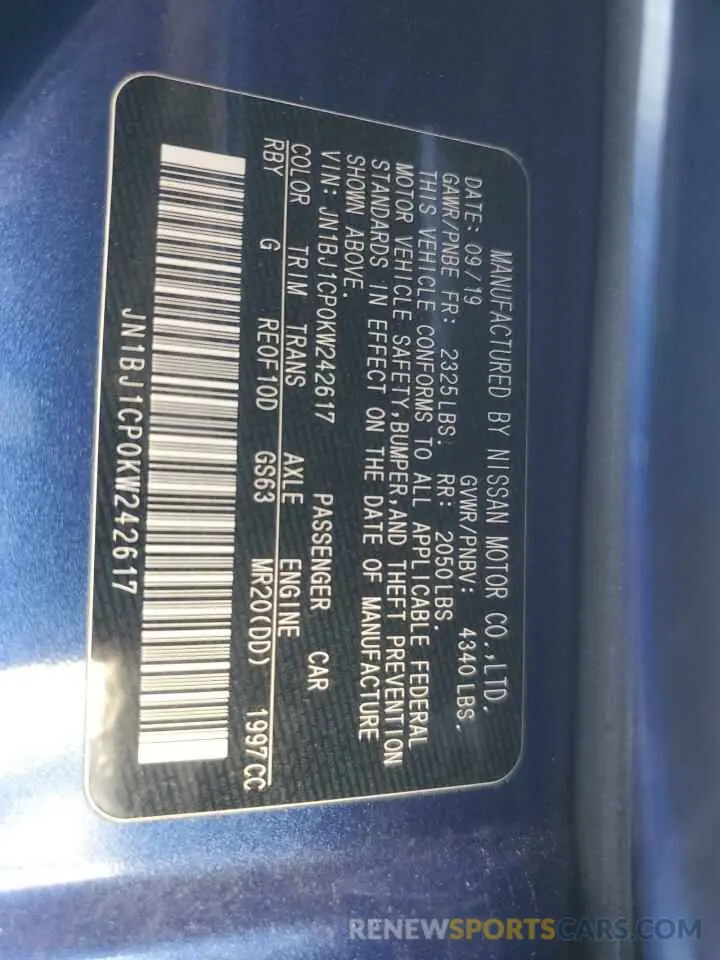 MANUFACTURED BY NISSAN MOTOR CO.,LTD.
DATE: 09/19 GVWR/PNBV: 4340 LBS.
GAWR/PNBE FR: 2325LBS: RR: 2050LBS.
THIS VEHICLE CONFORMS TO ALL APPLICABLE FEDERAL
MOTOR VEHICLE SAFETY,BUMPER,AND THEFT PREVENTION
STANDARDS IN EFFECT ON THE DATE OF MANUFACTURE
SHOWN ABOVE.
VIN: JN1BJ1CP0KW242617 PASSENGER CAR
COLOR TRIM TRANS AXLE ENGINE
RBY G RE0F10D GS63 MR20(DD) 1997CC
JN1BJ1CP0KW242617
RENEWSPORTSCARS.COM